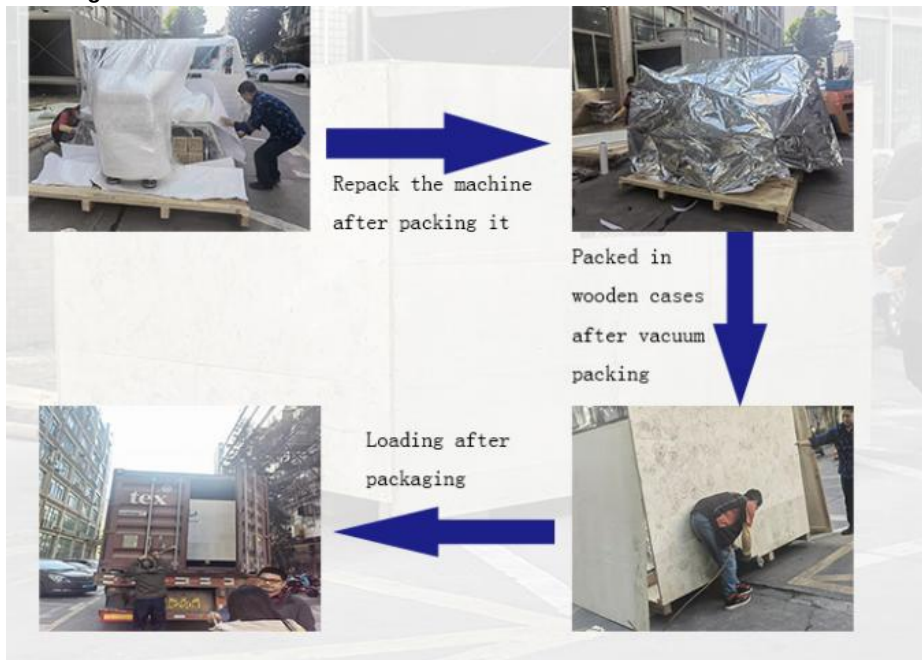 Repack the machine
after packing it
Packed in
wooden cases
after vacuum
packing
Loading after
packaging
tex